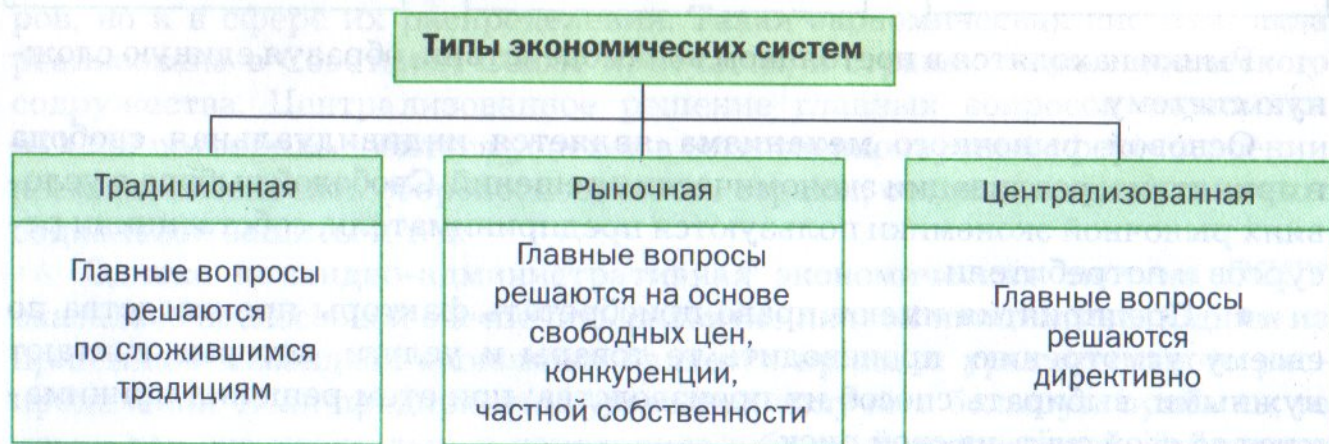 Типы экономических систем
Традиционная
Главные вопросы
решаются
по сложившимся
традициям
Рыночная
Главные вопросы
решаются на основе
свободных цен,
конкуренции,
частной собственности
Централизованная
Главные вопросы
решаются
директивно